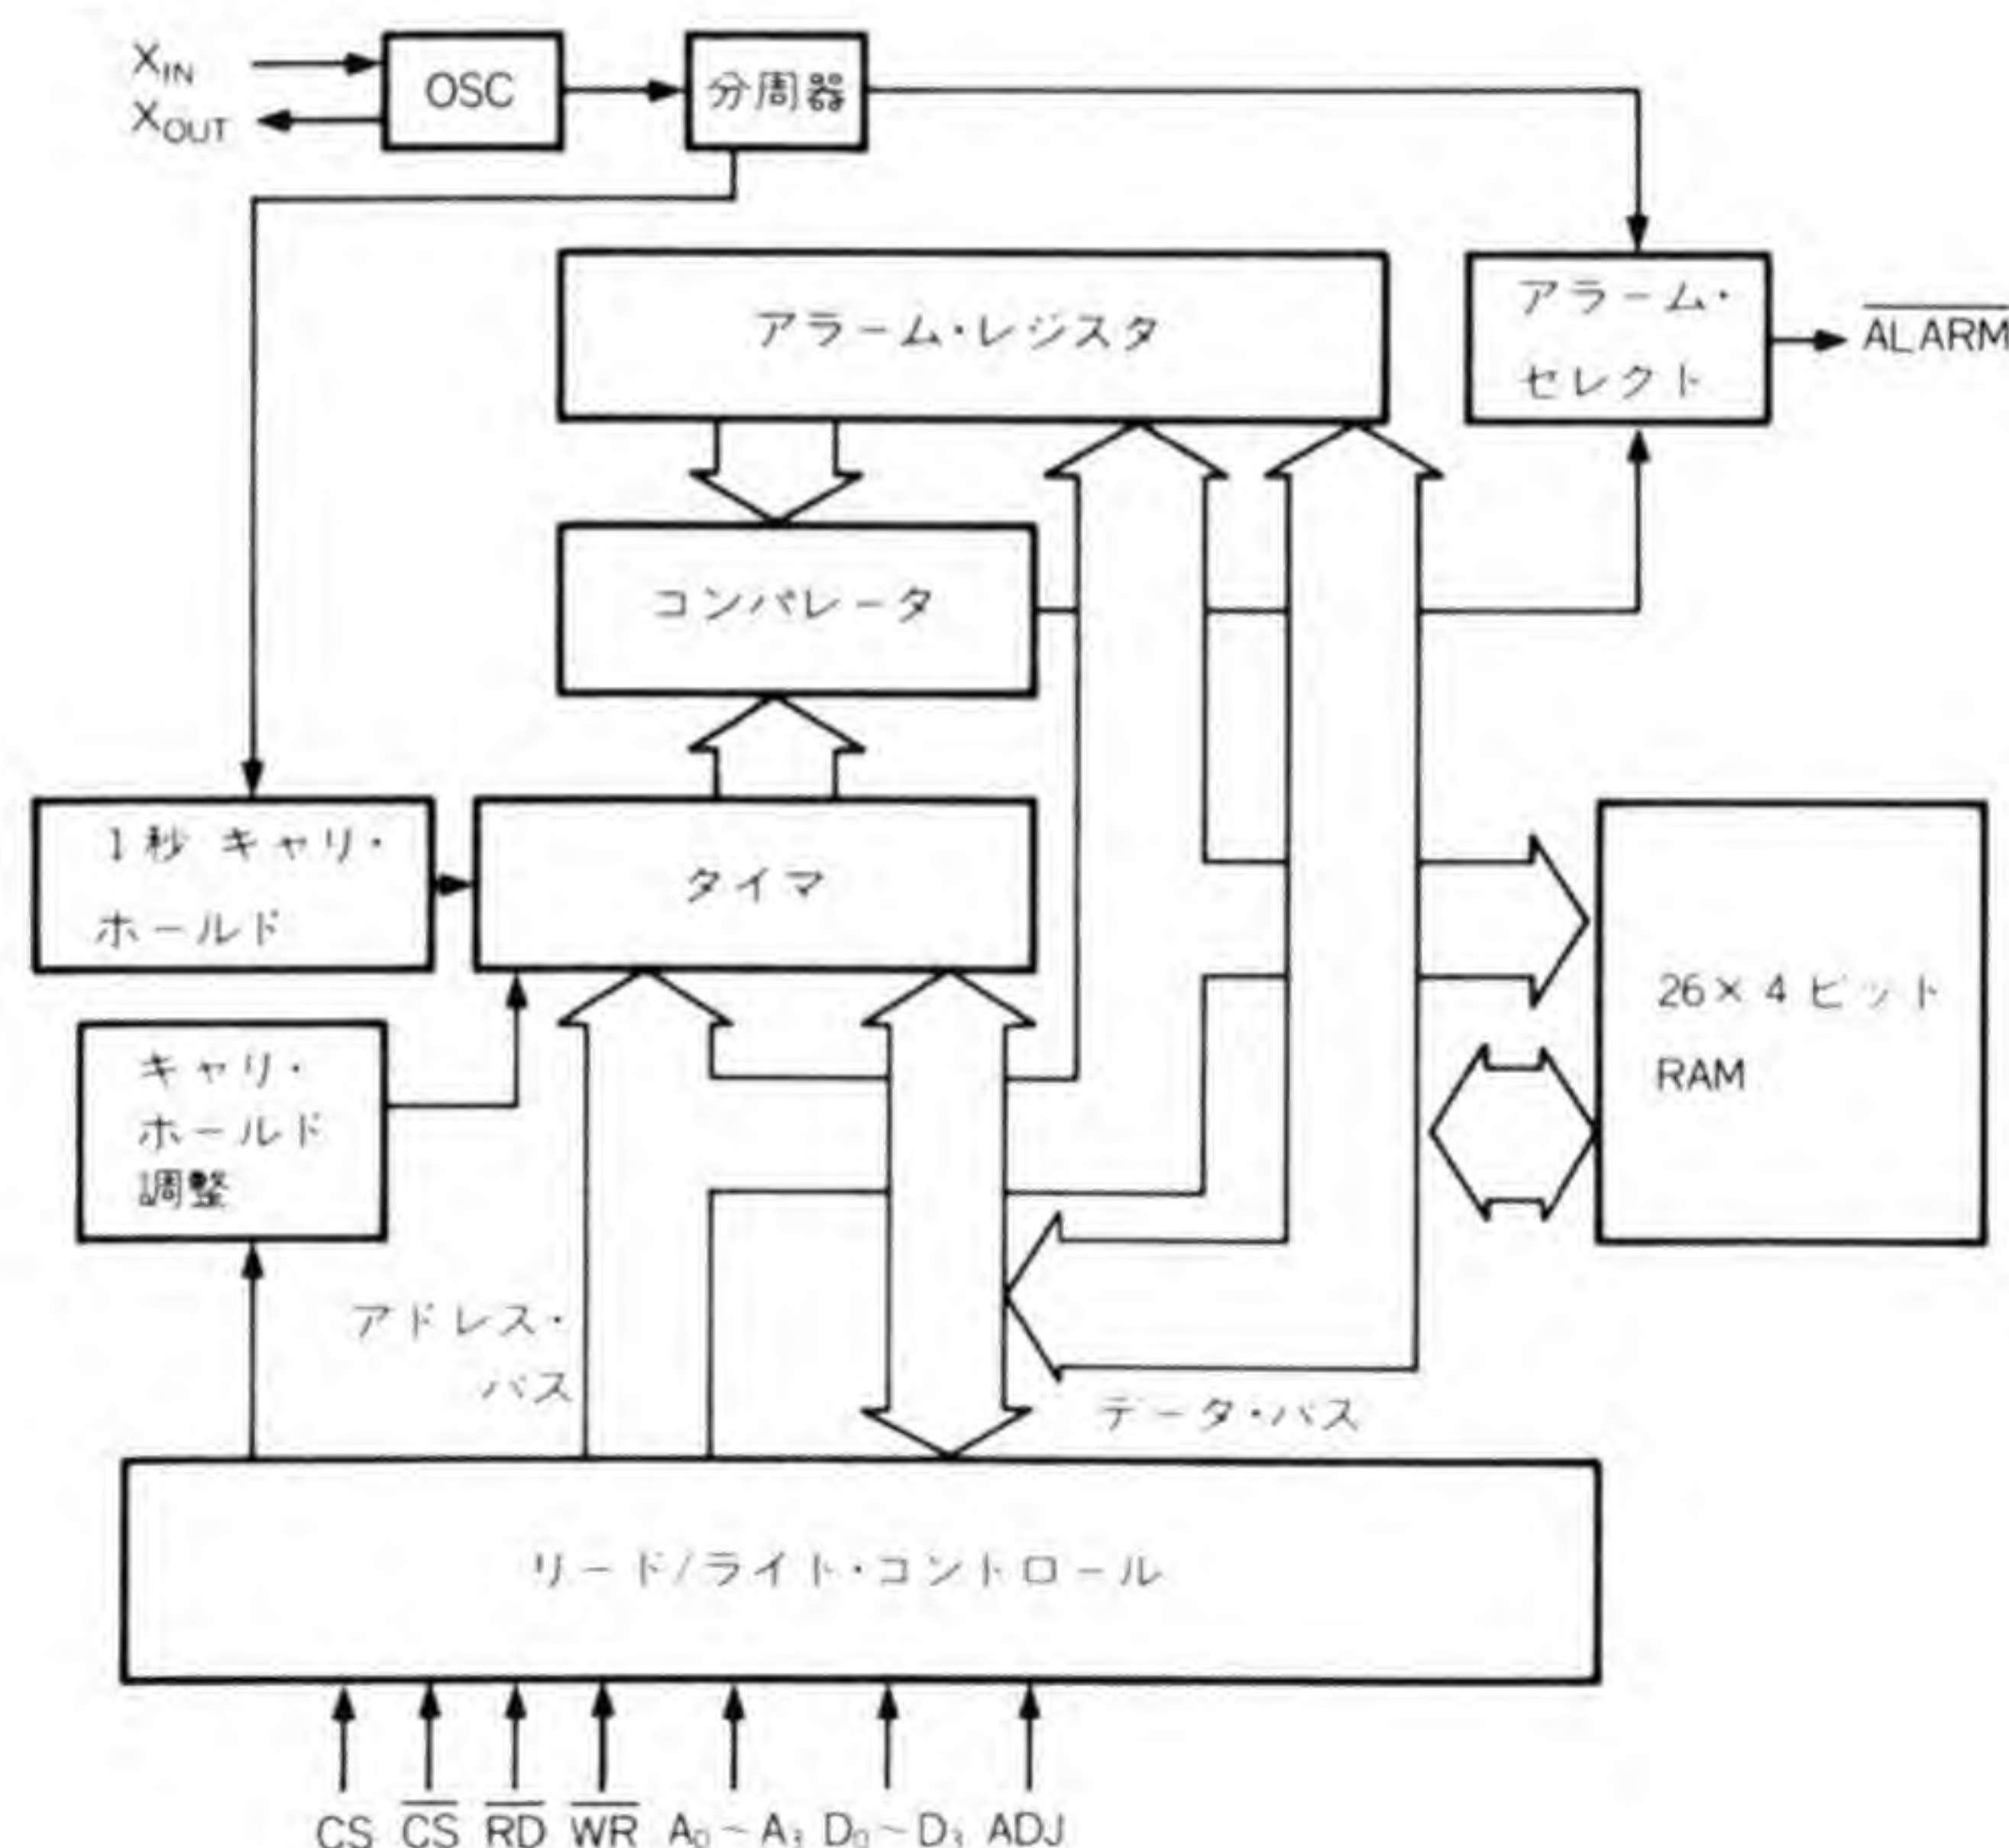 XIN
XOUT
OSC
分周器
アラーム・レジスタ
アラーム・
セレクト
ALARM
コンパレータ
1秒 キャリ・
ホールド
タイマ
26×4 ビット
RAM
キャリ・
ホールド
調整
アドレス・
バス
データ・バス
リード/ライト・コントロール
CS CS RD WR A0~A3 D0~D3 ADJ